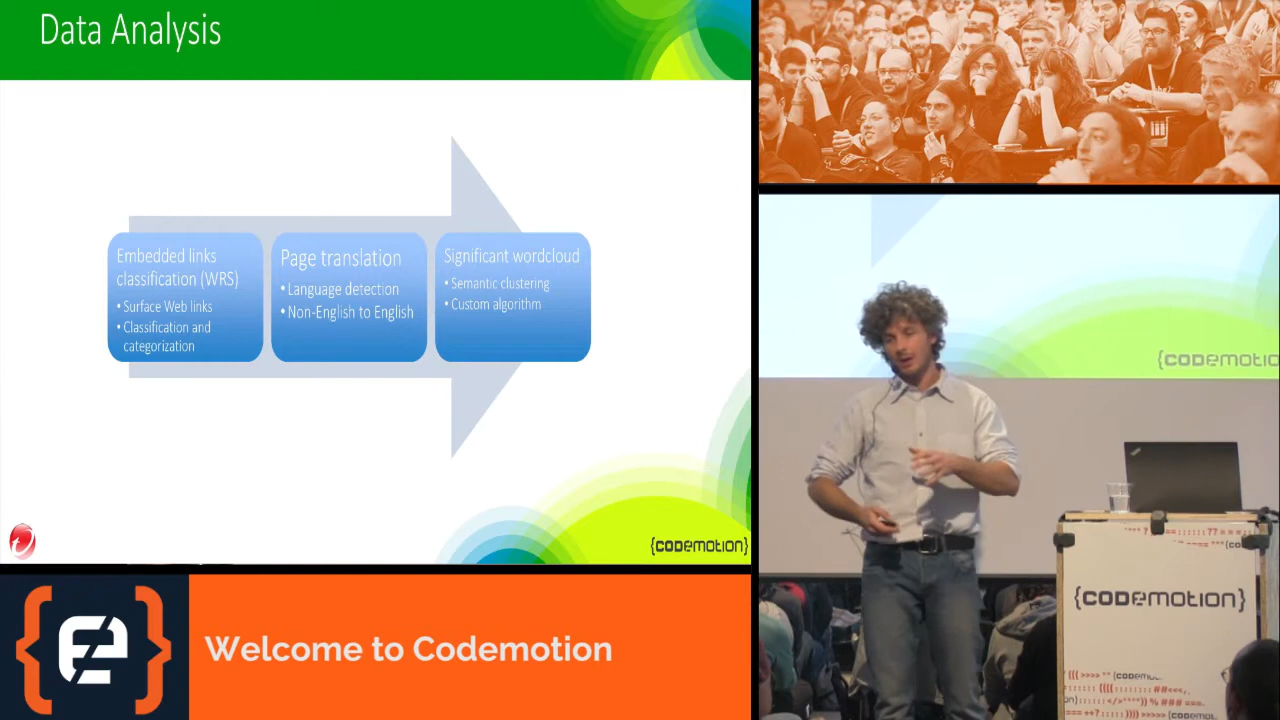 Data Analysis
Embedded links
classification (WRS)
• Surface Web links
• Classification and
categorization
Page translation
• Language detection
• Non-English to English
Significant wordcloud
• Semantic clustering
• Custom algorithm
{CODEMOTION}
Welcome to Codemotion
{CODEMOTIO
{CODEMOTION}